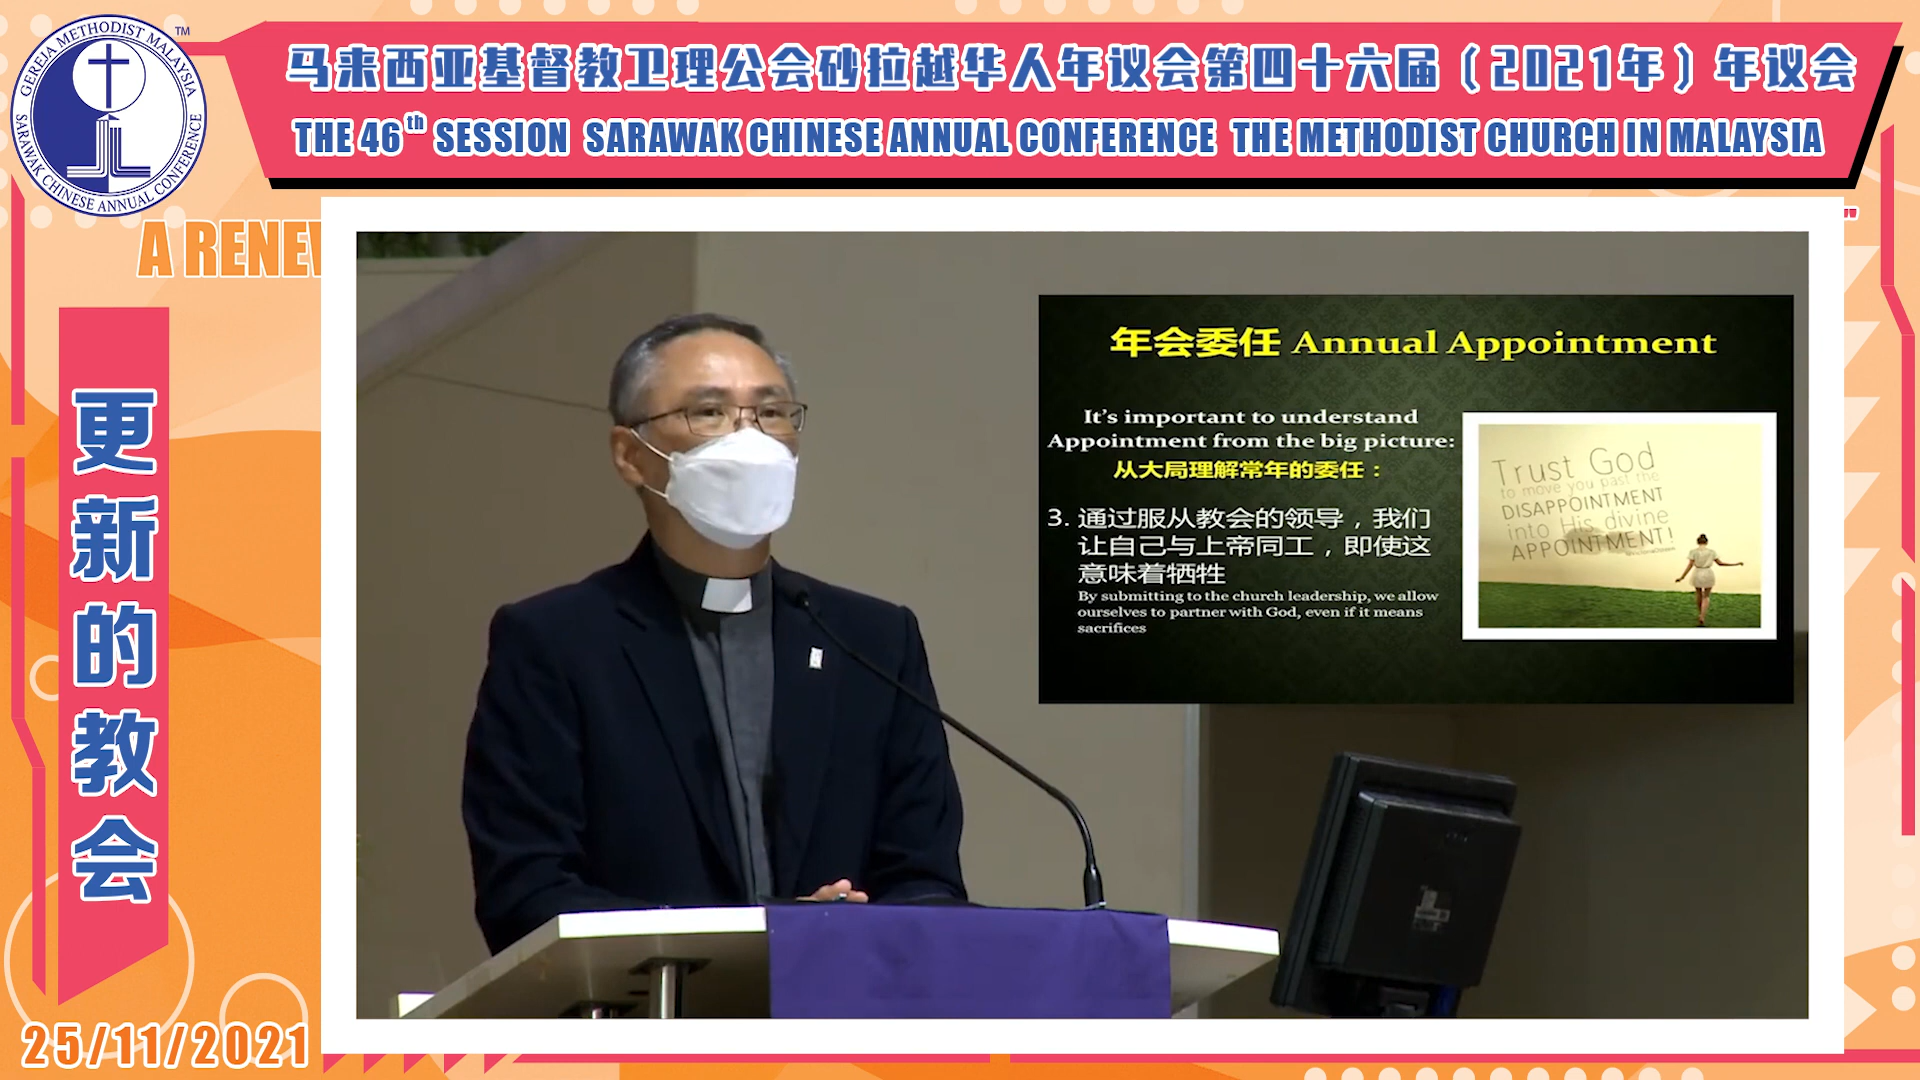 GEREJA METHODIST MALAYSIA
TM
SARAWAK CHINESE ANNUAL CONFERENCE
马来西亚基督教卫理公会砂拉越华人年议会第四十六届（2021年）年议会
THE 46th SESSION SARAWAK CHINESE ANNUAL CONFERENCE THE METHODIST CHURCH IN MALAYSIA
A RENEW
更新的教会
25/11/2021
年会委任 Annual Appointment
It's important to understand
Appointment from the big picture:
从大局理解常年的委任：
3. 通过服从教会的领导，我们
让自己与上帝同工，即使这
意味着牺牲
By submitting to the church leadership, we allow
ourselves to partner with God, even if it means
sacrifices
Trust God
to move you past the
DISAPPOINTMENT
into His divine
APPOINTMENT!